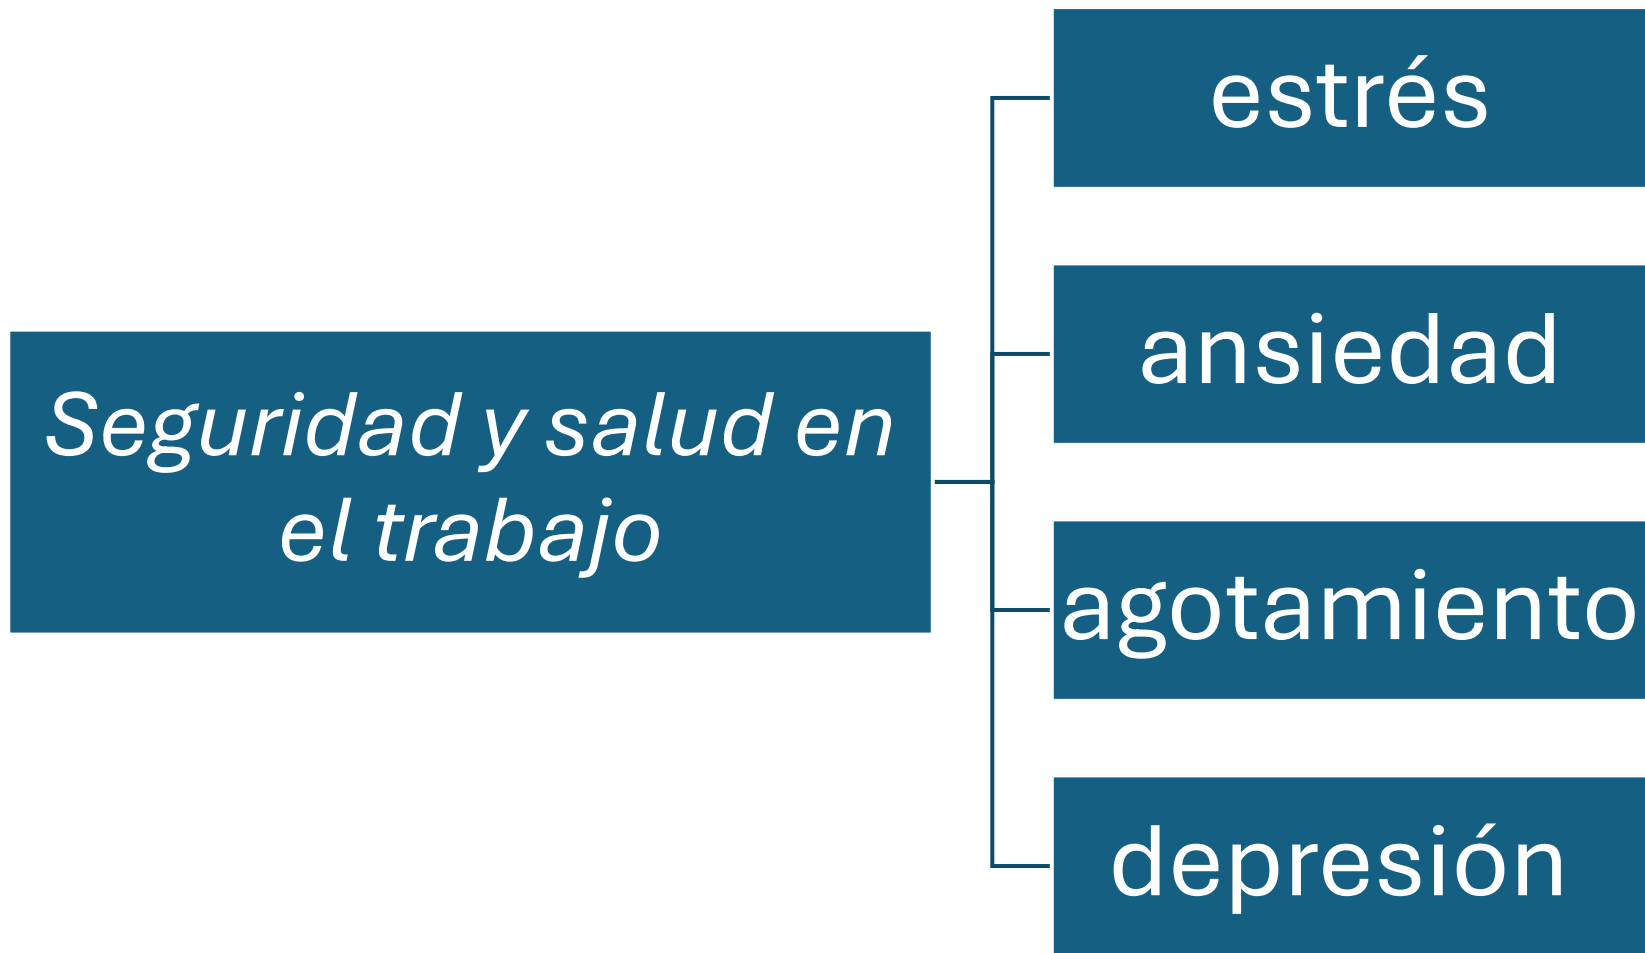 Seguridad y salud en
el trabajo
estrés
ansiedad
agotamiento
depresión